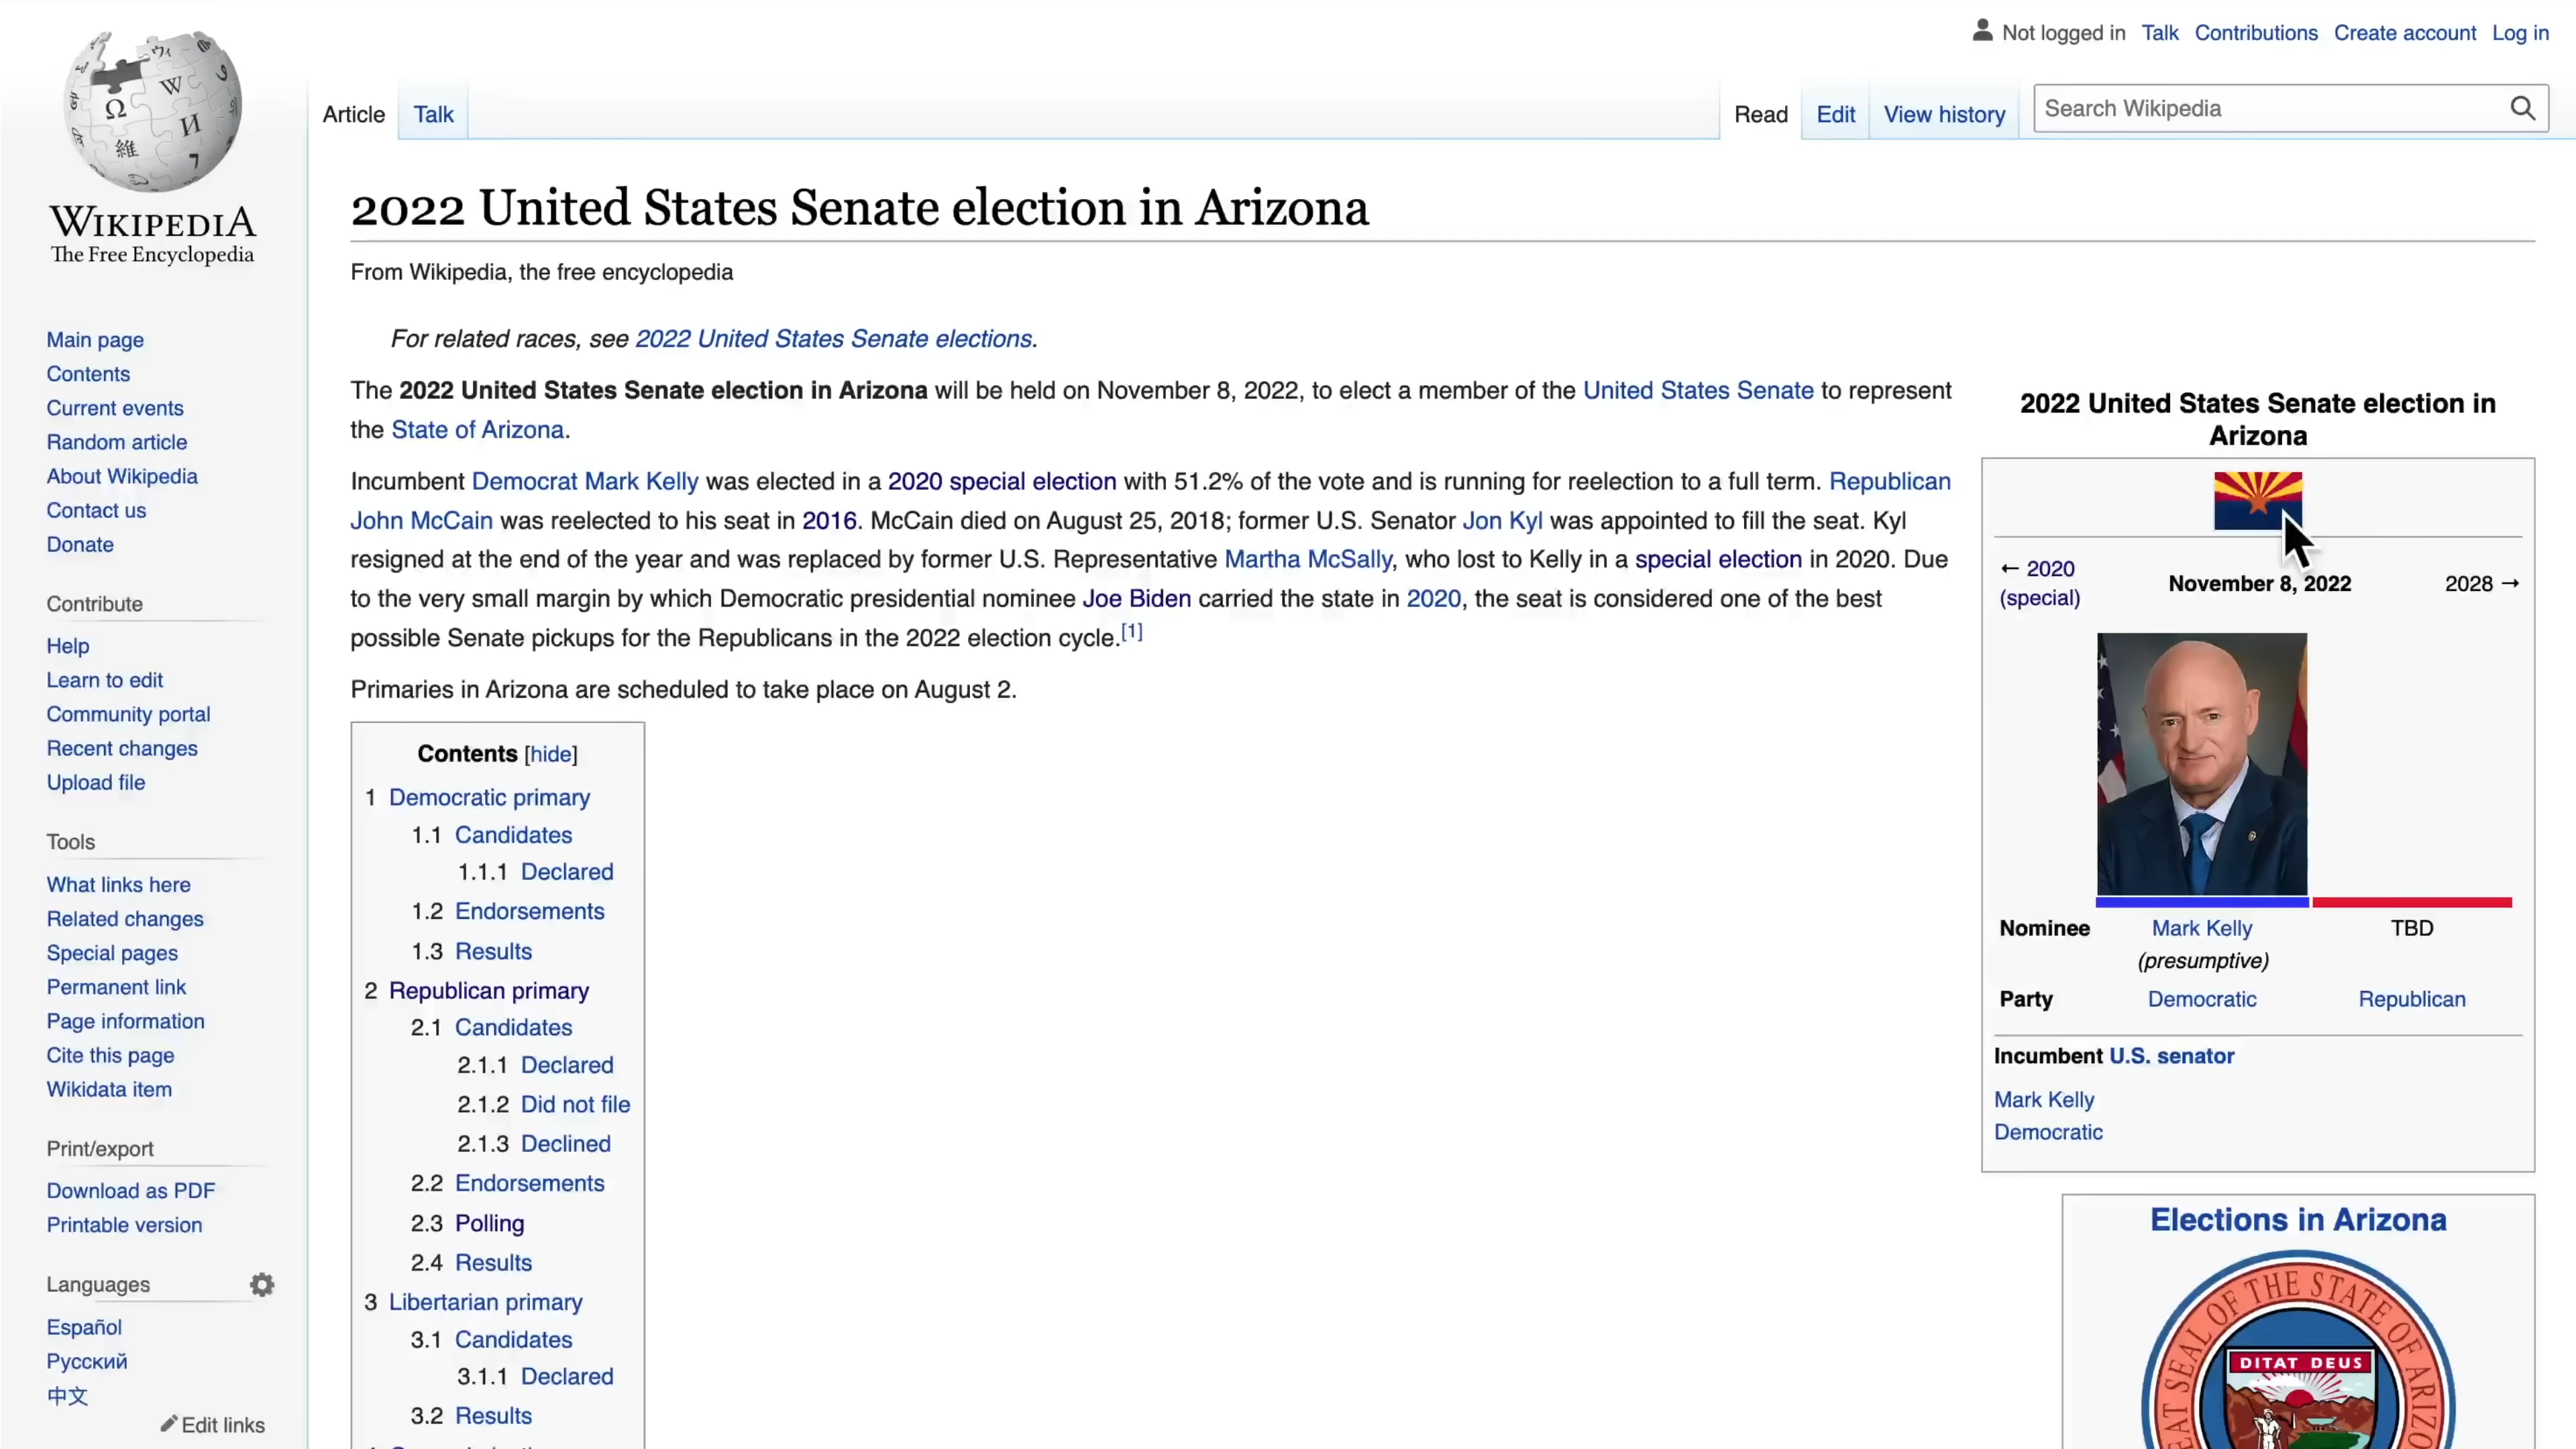 Not logged in Talk Contributions Create account Log in
Article Talk Read Edit View history Search Wikipedia
WIKIPEDIA
The Free Encyclopedia
Main page
Contents
Current events
Random article
About Wikipedia
Contact us
Donate
Contribute
Help
Learn to edit
Community portal
Recent changes
Upload file
Tools
What links here
Related changes
Special pages
Permanent link
Page information
Cite this page
Wikidata item
Print/export
Download as PDF
Printable version
Languages
Español
Русский
中文
Edit links
2022 United States Senate election in Arizona
From Wikipedia, the free encyclopedia
For related races, see 2022 United States Senate elections.
The 2022 United States Senate election in Arizona will be held on November 8, 2022, to elect a member of the United States Senate to represent
the State of Arizona.
Incumbent Democrat Mark Kelly was elected in a 2020 special election with 51.2% of the vote and is running for reelection to a full term. Republican
John McCain was reelected to his seat in 2016. McCain died on August 25, 2018; former U.S. Senator Jon Kyl was appointed to fill the seat. Kyl
resigned at the end of the year and was replaced by former U.S. Representative Martha McSally, who lost to Kelly in a special election in 2020. Due
to the very small margin by which Democratic presidential nominee Joe Biden carried the state in 2020, the seat is considered one of the best
possible Senate pickups for the Republicans in the 2022 election cycle.[1]
Primaries in Arizona are scheduled to take place on August 2.
Contents [hide]
1 Democratic primary
1.1 Candidates
1.1.1 Declared
1.2 Endorsements
1.3 Results
2 Republican primary
2.1 Candidates
2.1.1 Declared
2.1.2 Did not file
2.1.3 Declined
2.2 Endorsements
2.3 Polling
2.4 Results
3 Libertarian primary
3.1 Candidates
3.1.1 Declared
3.2 Results
2022 United States Senate election in
Arizona
← 2020
(special)
November 8, 2022
2028 →
Nominee Mark Kelly TBD
(presumptive)
Party Democratic Republican
Incumbent U.S. senator
Mark Kelly
Democratic
Elections in Arizona
SEAL OF THE STATE OF
DITAT DEUS